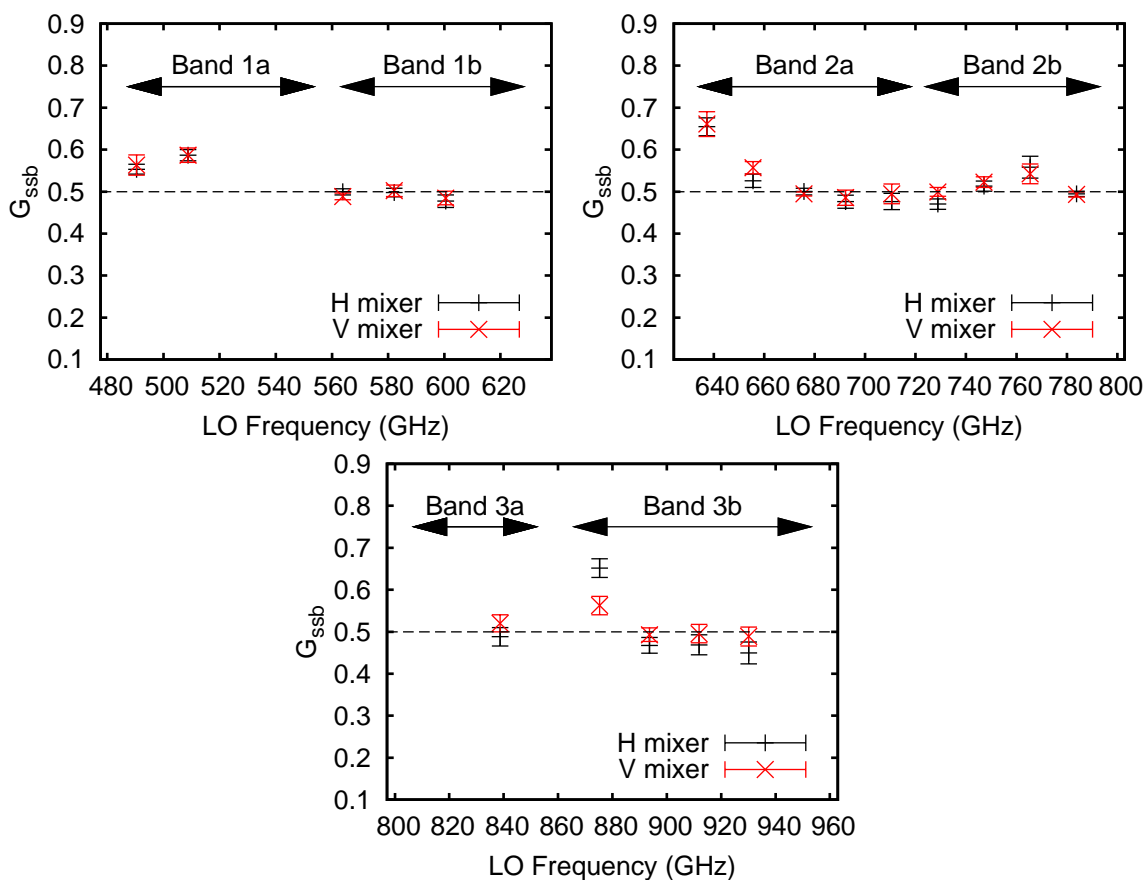 0.9
0.8
0.7
0.6
0.5
0.4
0.3
0.2
0.1
G_ssb
Band 1a
Band 1b
H mixer
V mixer
480 500 520 540 560 580 600 620
LO Frequency (GHz)
0.9
0.8
0.7
0.6
0.5
0.4
0.3
0.2
0.1
G_ssb
Band 2a
Band 2b
H mixer
V mixer
640 660 680 700 720 740 760 780 800
LO Frequency (GHz)
0.9
0.8
0.7
0.6
0.5
0.4
0.3
0.2
0.1
G_ssb
Band 3a
Band 3b
H mixer
V mixer
800 820 840 860 880 900 920 940 960
LO Frequency (GHz)